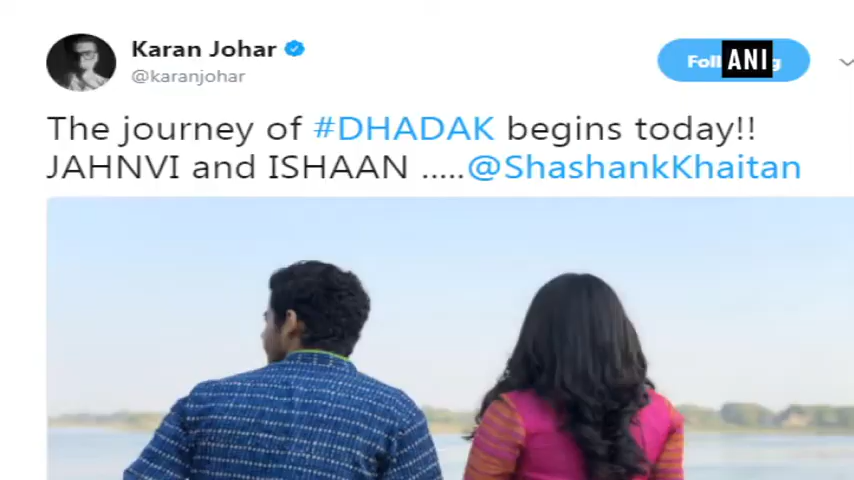 Karan Johar
@karanjohar
ANI
The journey of #DHADAK begins today!!
JAHNVI and ISHAAN .....@ShashankKhaitan